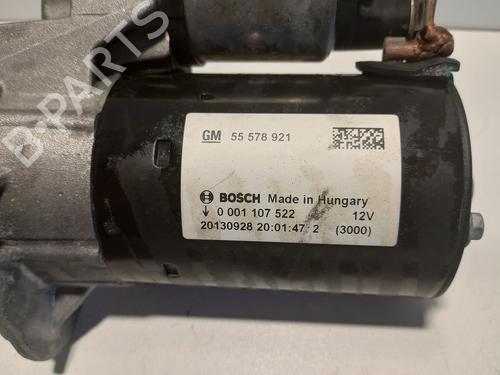 GM 55 578 921
BOSCH Made in Hungary
0 001 107 522 12V
20130928 20:01:47 2 (3000)
B-PARTS